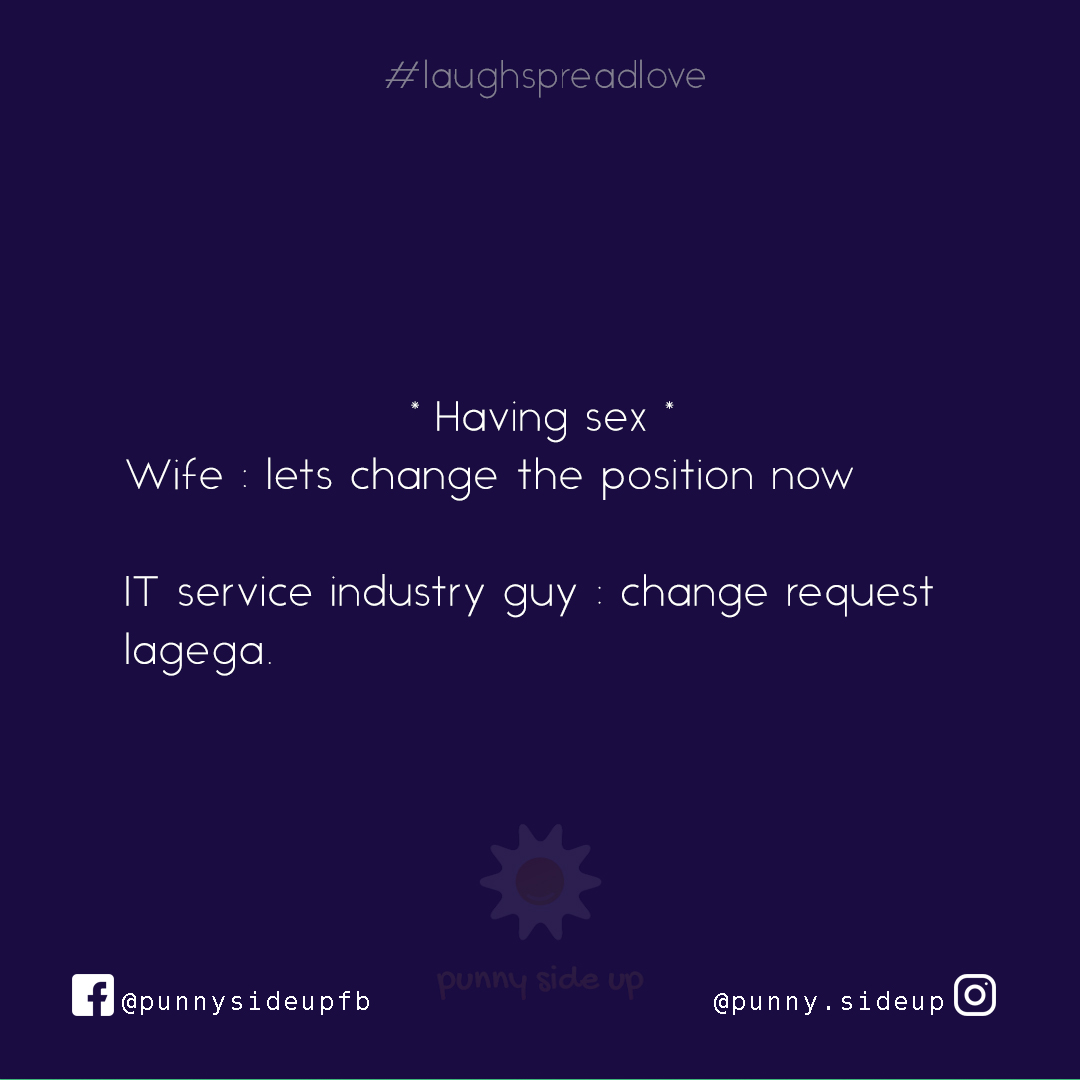 #laughspreadlove
* Having sex *
Wife : lets change the position now
IT service industry guy : change request
lagega.
punny side up
@punnysideupfb
@punny.sideup